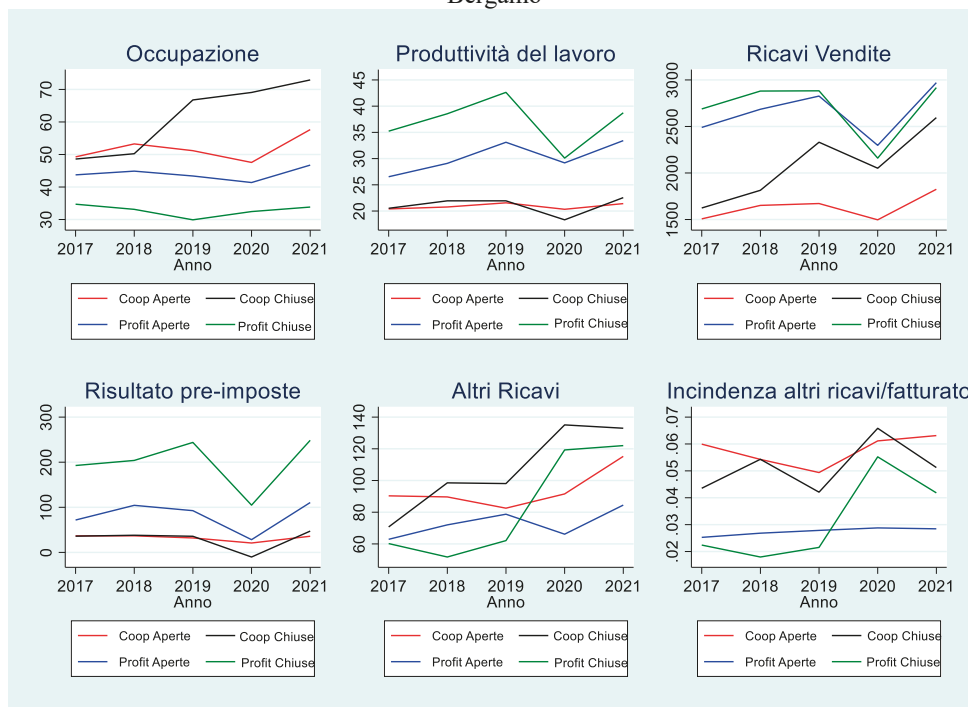 Bergamo
Occupazione
Produttività del lavoro
Ricavi Vendite
70
60
50
40
30
45
40
35
30
25
20
3000
2500
2000
1500
2017 2018 2019 2020 2021
2017 2018 2019 2020 2021
2017 2018 2019 2020 2021
Anno
Anno
Anno
Coop Aperte Coop Chiuse
Profit Aperte Profit Chiuse
Coop Aperte Coop Chiuse
Profit Aperte Profit Chiuse
Coop Aperte Coop Chiuse
Profit Aperte Profit Chiuse
Risultato pre-imposte
Altri Ricavi
Incindenza altri ricavi/fatturato
300
200
100
0
140
120
100
80
60
.07
.06
.05
.04
.03
.02
2017 2018 2019 2020 2021
2017 2018 2019 2020 2021
2017 2018 2019 2020 2021
Anno
Anno
Anno
Coop Aperte Coop Chiuse
Profit Aperte Profit Chiuse
Coop Aperte Coop Chiuse
Profit Aperte Profit Chiuse
Coop Aperte Coop Chiuse
Profit Aperte Profit Chiuse